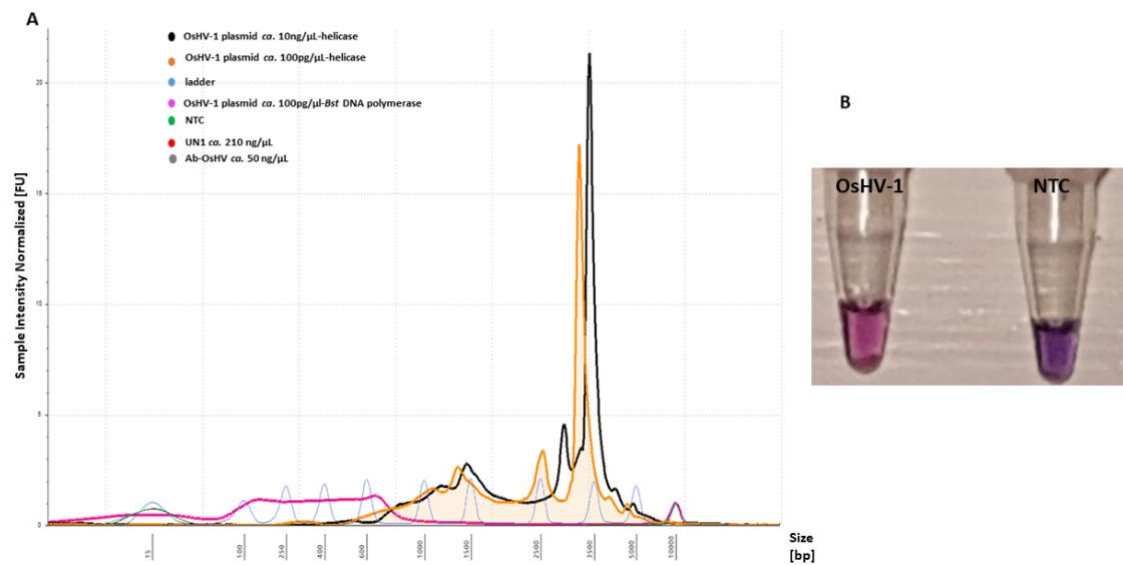 A
OsHV-1 plasmid ca. 10ng/µL-helicase
OsHV-1 plasmid ca. 100pg/µL-helicase
ladder
OsHV-1 plasmid ca. 100pg/µl-Bst DNA polymerase
NTC
UN1 ca. 210 ng/µL
Ab-OsHV ca. 50 ng/µL
Sample Intensity Normalized [FU]
20
15
10
5
0
15
100
250
400
600
1000
1500
2500
3500
5000
10000
Size
[bp]
B
OsHV-1
NTC